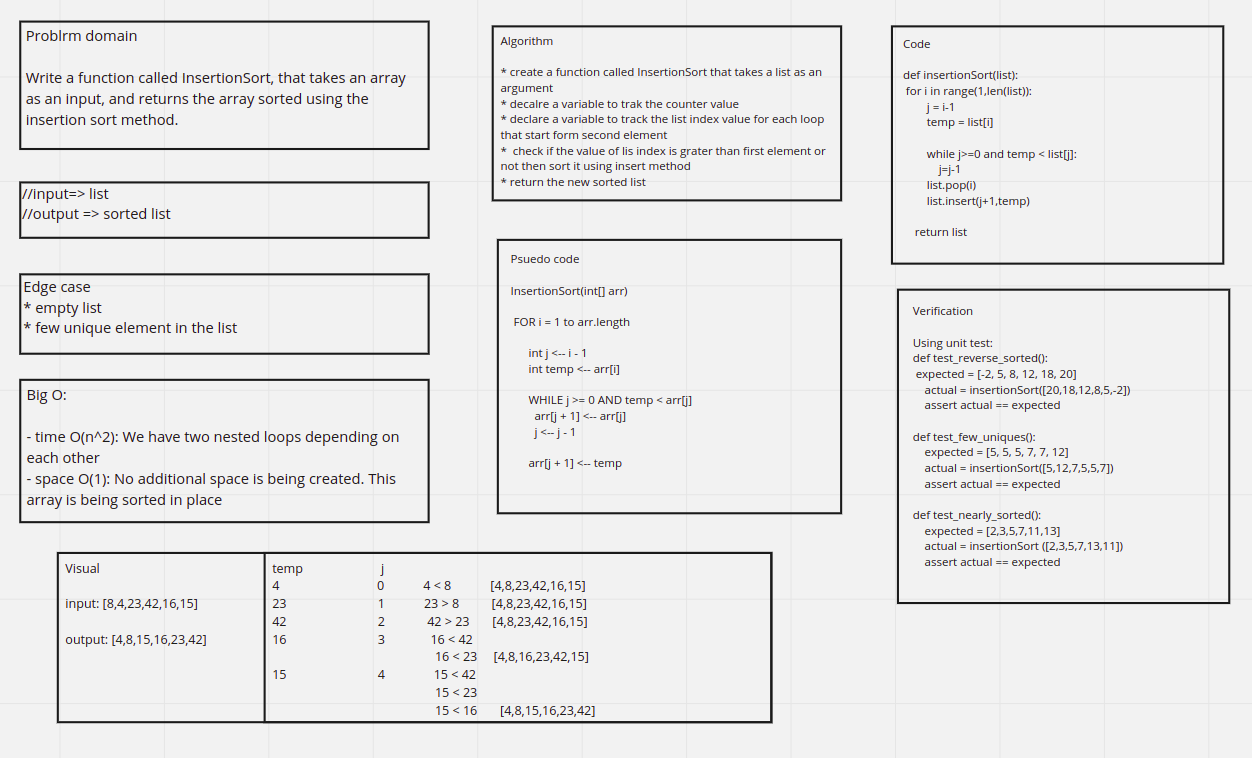 Problrm domain
Write a function called InsertionSort, that takes an array
as an input, and returns the array sorted using the
insertion sort method.
//input=> list
//output => sorted list
Edge case
* empty list
* few unique element in the list
Big O:
- time O(n^2): We have two nested loops depending on
each other
- space O(1): No additional space is being created. This
array is being sorted in place
Algorithm
* create a function called InsertionSort that takes a list as an
argument
* decalre a variable to trak the counter value
* declare a variable to track the list index value for each loop
that start form second element
*  check if the value of lis index is grater than first element or
not then sort it using insert method
* return the new sorted list
Psuedo code
InsertionSort(int[] arr)
FOR i = 1 to arr.length
int j <-- i - 1
int temp <-- arr[i]
WHILE j >= 0 AND temp < arr[j]
arr[j + 1] <-- arr[j]
j <-- j - 1
arr[j + 1] <-- temp
Code
def insertionSort(list):
for i in range(1,len(list)):
j = i-1
temp = list[i]
while j>=0 and temp < list[j]:
j=j-1
list.pop(i)
list.insert(j+1,temp)
return list
Verification
Using unit test:
def test_reverse_sorted():
expected = [-2, 5, 8, 12, 18, 20]
actual = insertionSort([20,18,12,8,5,-2])
assert actual == expected
def test_few_uniques():
expected = [5, 5, 5, 7, 7, 12]
actual = insertionSort([5,12,7,5,5,7])
assert actual == expected
def test_nearly_sorted():
expected = [2,3,5,7,11,13]
actual = insertionSort ([2,3,5,7,13,11])
assert actual == expected
Visual
input: [8,4,23,42,16,15]
output: [4,8,15,16,23,42]
temp j
4 0 4 < 8 [4,8,23,42,16,15]
23 1 23 > 8 [4,8,23,42,16,15]
42 2 42 > 23 [4,8,23,42,16,15]
16 3 16 < 42
16 < 23 [4,8,16,23,42,15]
15 4 15 < 42
15 < 23
15 < 16 [4,8,15,16,23,42]